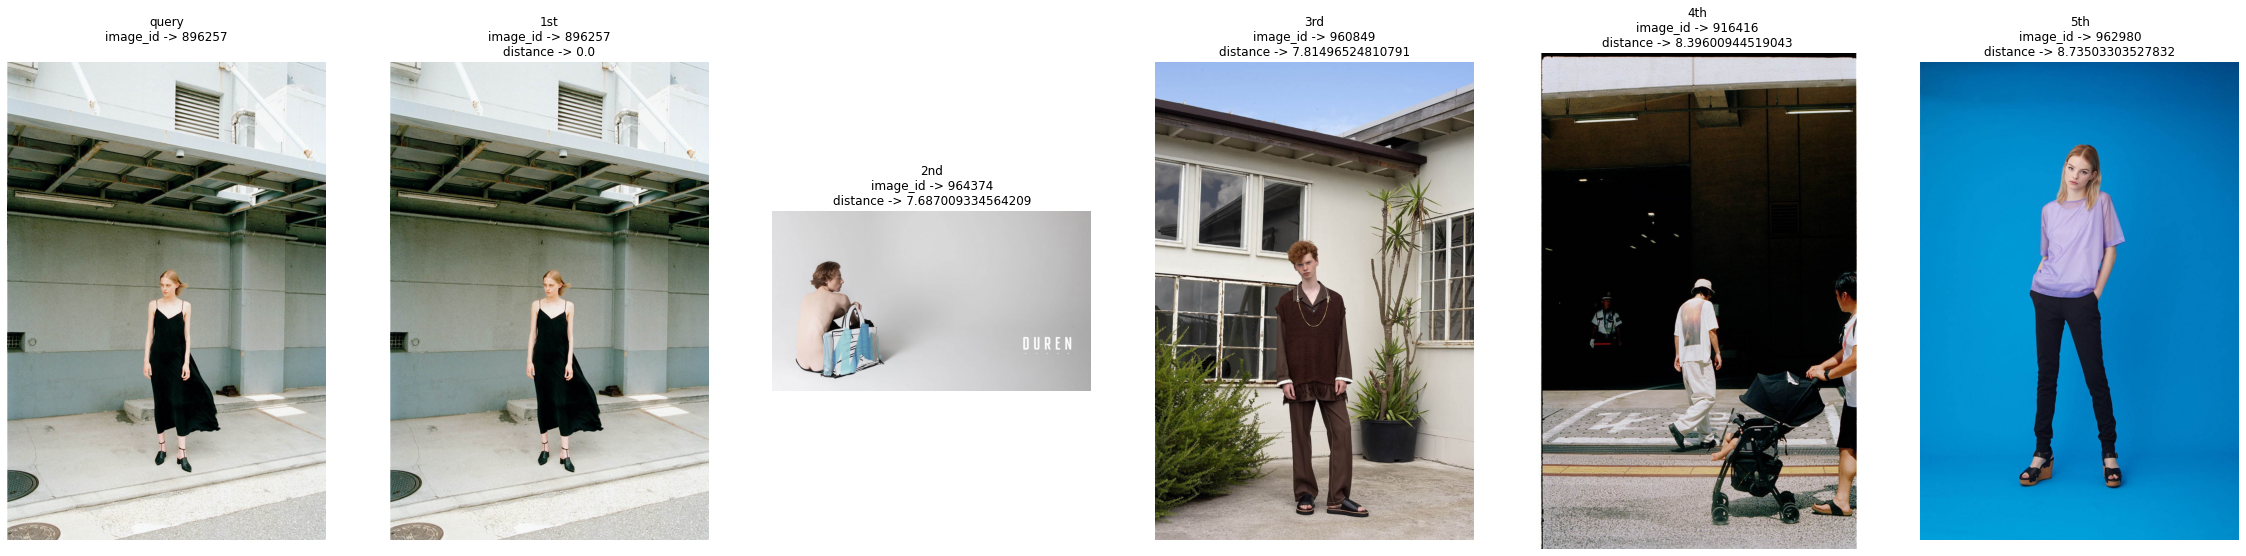 query
image_id -> 896257
1st
image_id -> 896257
distance -> 0.0
2nd
image_id -> 964374
distance -> 7.687009334564209
DUREN
3rd
image_id -> 960849
distance -> 7.81496524810791
4th
image_id -> 916416
distance -> 8.39600944519043
5th
image_id -> 962980
distance -> 8.73503303527832